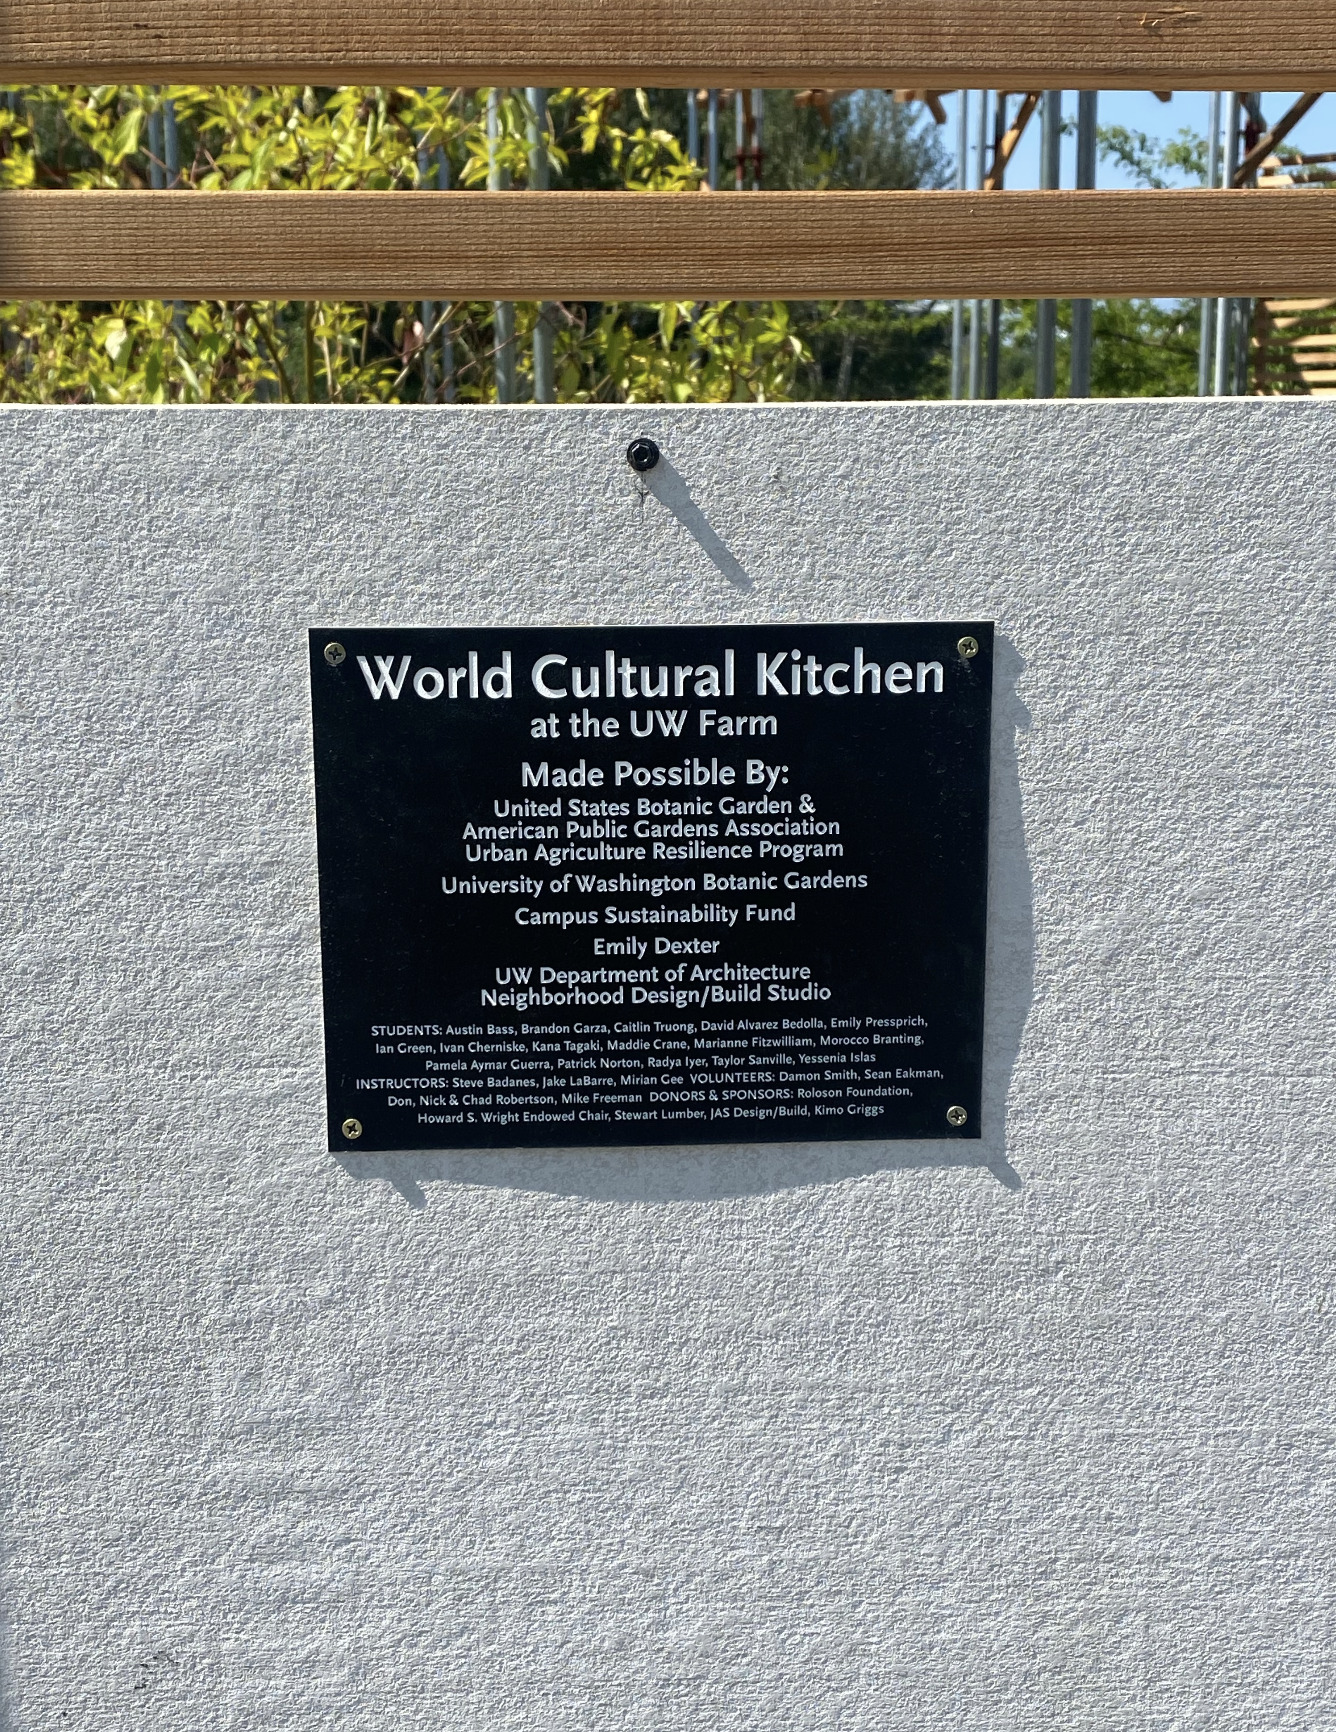 World Cultural Kitchen
at the UW Farm
Made Possible By:
United States Botanic Garden &
American Public Gardens Association
Urban Agriculture Resilience Program
University of Washington Botanic Gardens
Campus Sustainability Fund
Emily Dexter
UW Department of Architecture
Neighborhood Design/Build Studio
STUDENTS: Austin Bass, Brandon Garza, Caitlin Truong, David Alvarez Bedolla, Emily Pressprich,
Ian Green, Ivan Cherniske, Kana Tagaki, Maddie Crane, Marianne Fitzwilliam, Morocco Branting,
Pamela Aymar Guerra, Patrick Norton, Radya Iyer, Taylor Sanville, Yessenia Islas
INSTRUCTORS: Steve Badanes, Jake LaBarre, Mirian Gee VOLUNTEERS: Damon Smith, Sean Eakman,
Don, Nick & Chad Robertson, Mike Freeman DONORS & SPONSORS: Roloson Foundation,
Howard S. Wright Endowed Chair, Stewart Lumber, JAS Design/Build, Kimo Griggs